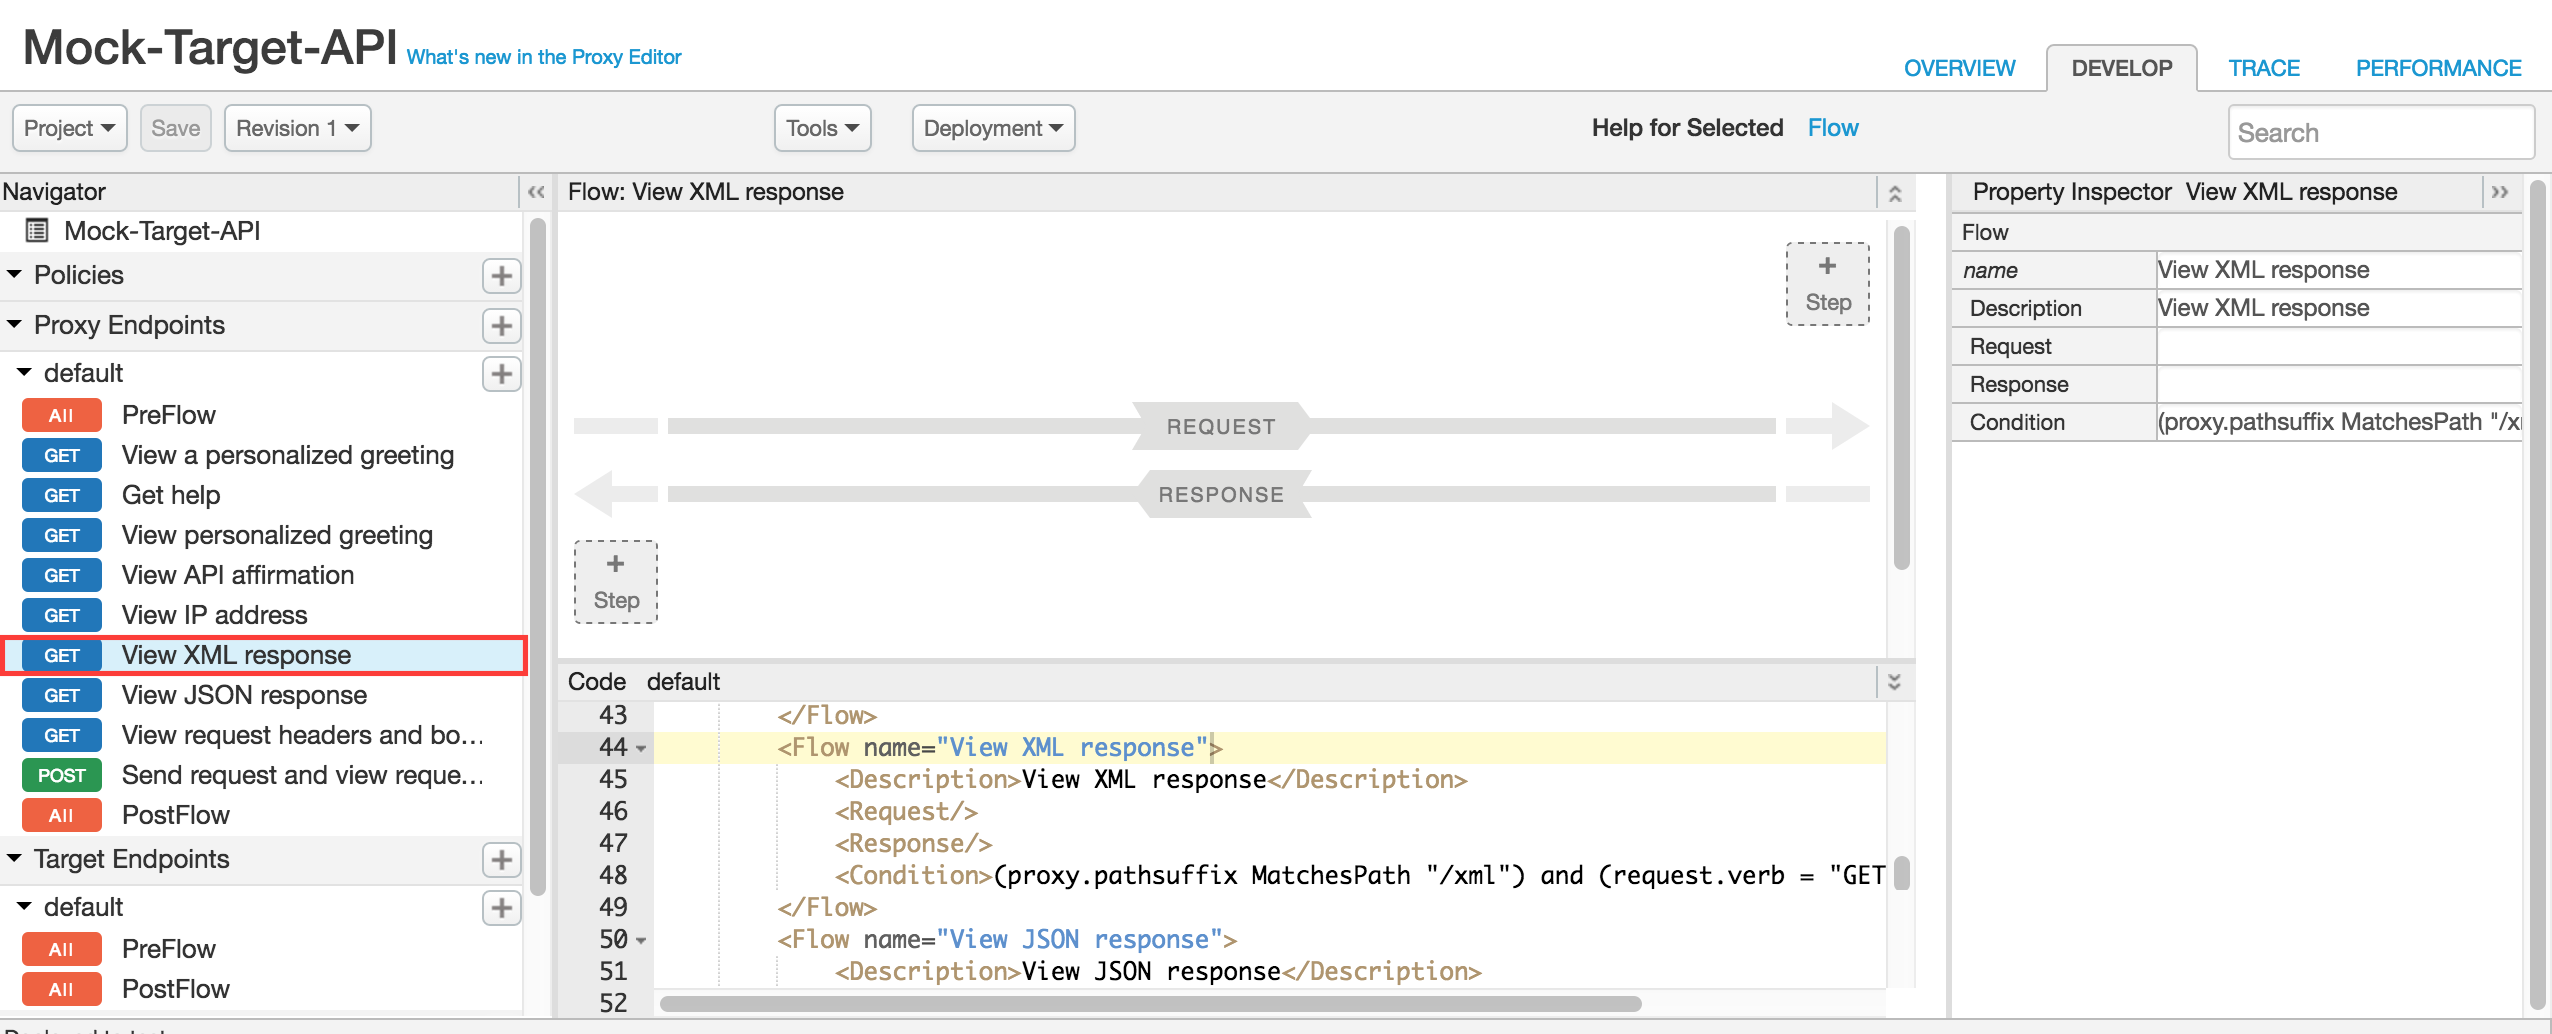 Mock-Target-API What's new in the Proxy Editor
OVERVIEW DEVELOP TRACE PERFORMANCE
Project Save Revision 1 Tools Deployment Help for Selected Flow Search
Navigator
Mock-Target-API
Policies
Proxy Endpoints
default
All PreFlow
GET View a personalized greeting
GET Get help
GET View personalized greeting
GET View API affirmation
GET View IP address
GET View XML response
GET View JSON response
GET View request headers and bo...
POST Send request and view reque...
All PostFlow
Target Endpoints
default
All PreFlow
All PostFlow
Flow: View XML response
+
Step
REQUEST
RESPONSE
+
Step
Code default
43 </Flow>
44 <Flow name="View XML response">
45 <Description>View XML response</Description>
46 <Request/>
47 <Response/>
48 <Condition>(proxy.pathsuffix MatchesPath "/xml") and (request.verb = "GET
49 </Flow>
50 <Flow name="View JSON response">
51 <Description>View JSON response</Description>
52
Property Inspector View XML response
Flow
name View XML response
Description View XML response
Request
Response
Condition (proxy.pathsuffix MatchesPath "/x